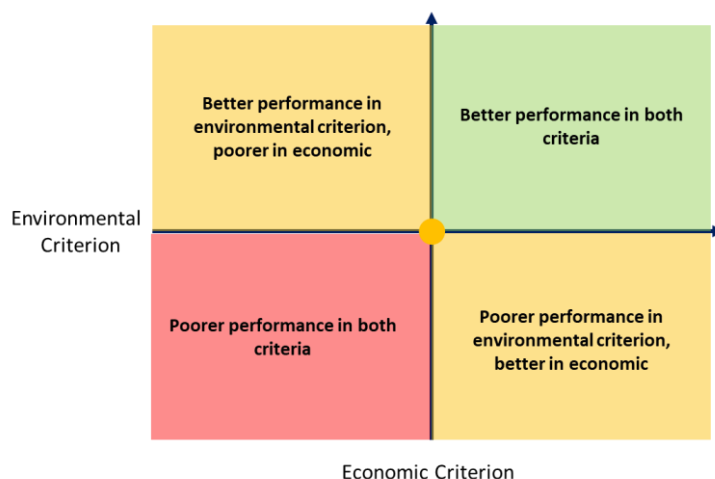 Better performance in
environmental criterion,
poorer in economic
Better performance in both
criteria
Environmental
Criterion
Poorer performance in both
criteria
Poorer performance in
environmental criterion,
better in economic
Economic Criterion